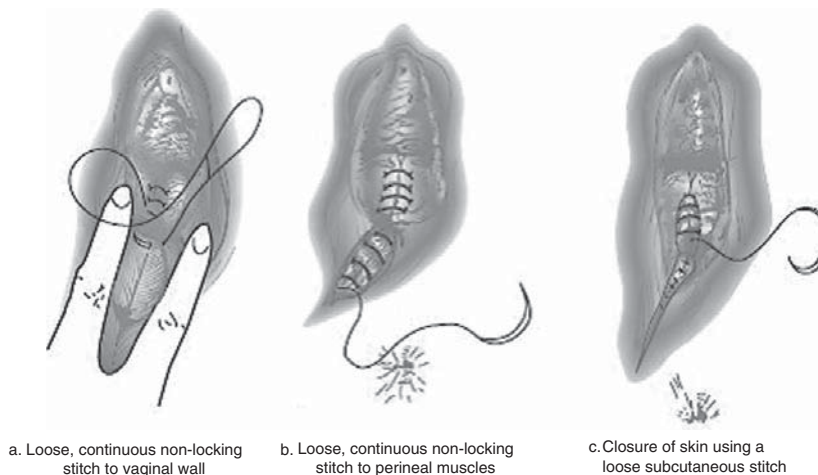 a. Loose, continuous non-locking
stitch to vaginal wall
b. Loose, continuous non-locking
stitch to perineal muscles
c. Closure of skin using a
loose subcutaneous stitch